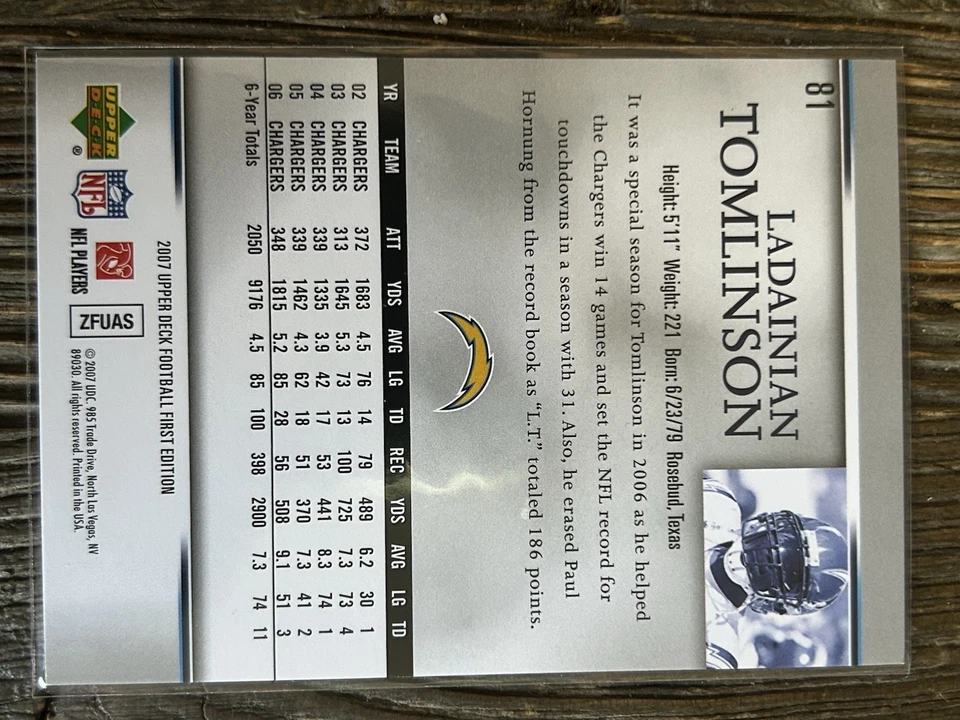 81
LADAINIAN
TOMLINSON
Height: 5'11" Weight: 221 Born: 6/23/79 Rosebud, Texas
It was a special season for Tomlinson in 2006 as he helped
the Chargers win 14 games and set the NFL record for
touchdowns in a season with 31. Also, he erased Paul
Hornung from the record book as “L.T.” totaled 186 points.
YR TEAM ATT YDS AVG LG TD REC YDS AVG LG TD
02 CHARGERS 372 1683 4.5 76 14 79 489 6.2 30 1
03 CHARGERS 313 1645 5.3 73 13 100 725 7.3 73 4
04 CHARGERS 339 1335 3.9 42 17 53 441 8.3 74 1
05 CHARGERS 339 1462 4.3 62 18 51 370 7.3 41 2
06 CHARGERS 348 1815 5.2 85 28 56 508 9.1 51 3
6-Year Totals 2050 9176 4.5 85 100 398 2900 7.3 74 11
2007 UPPER DECK FOOTBALL FIRST EDITION
UPPER
DECK
®
NFL
NFL PLAYERS
ZFUAS
© 2007 UDC. 985 Trade Drive, North Las Vegas, NV
89030. All rights reserved. Printed in the USA.